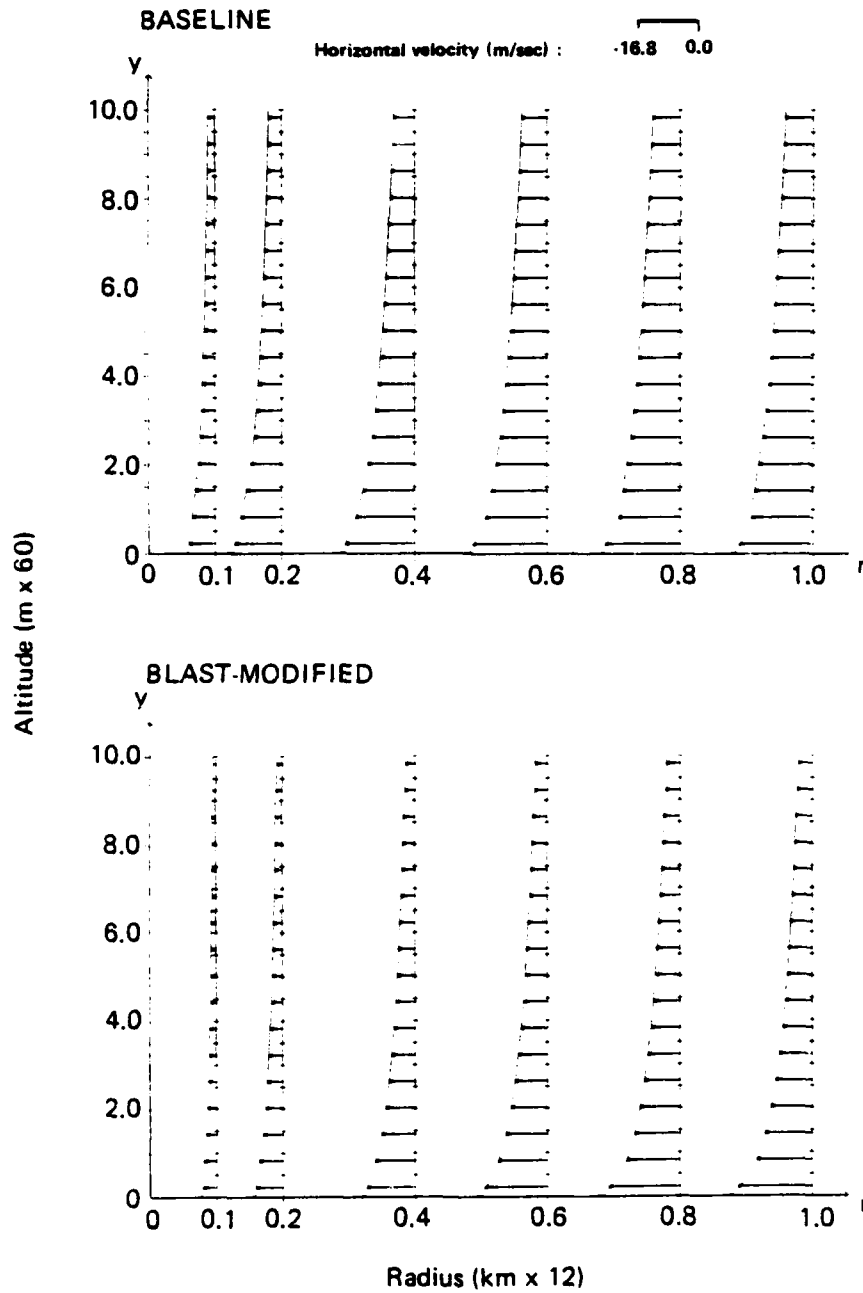 BASELINE
Horizontal velocity (m/sec) : -16.8 0.0
y
10.0
8.0
6.0
4.0
2.0
0
0 0.1 0.2 0.4 0.6 0.8 1.0 r
Altitude (m x 60)
BLAST-MODIFIED
y
10.0
8.0
6.0
4.0
2.0
0
0 0.1 0.2 0.4 0.6 0.8 1.0
Radius (km x 12)